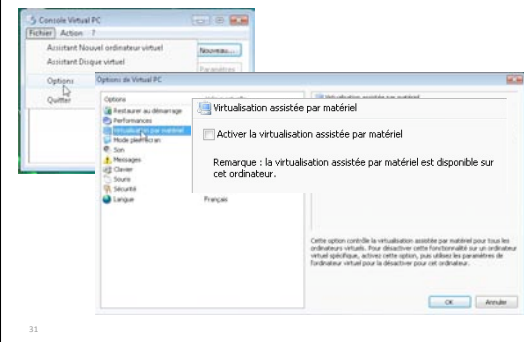 Console Virtual PC
Fichier Action ?
Assistant Nouvel ordinateur virtuel
Assistant Disque virtuel
Options
Quitter
Nouveau...
Paramètres
Options de Virtual PC
Options
Restaurer au démarrage
Performances
Virtualisation par matériel
Mode plein écran
Son
Messages
Clavier
Souris
Sécurité
Langue
Français
Virtualisation assistée par matériel
Activer la virtualisation assistée par matériel
Remarque : la virtualisation assistée par matériel est disponible sur
cet ordinateur.
Cette option contrôle la virtualisation assistée par matériel pour tous les
ordinateurs virtuels. Pour désactiver cette fonctionnalité sur un ordinateur
virtuel spécifique, activez cette option, puis utilisez les paramètres de
l'ordinateur virtuel pour la désactiver pour cet ordinateur.
OK
Annuler
31